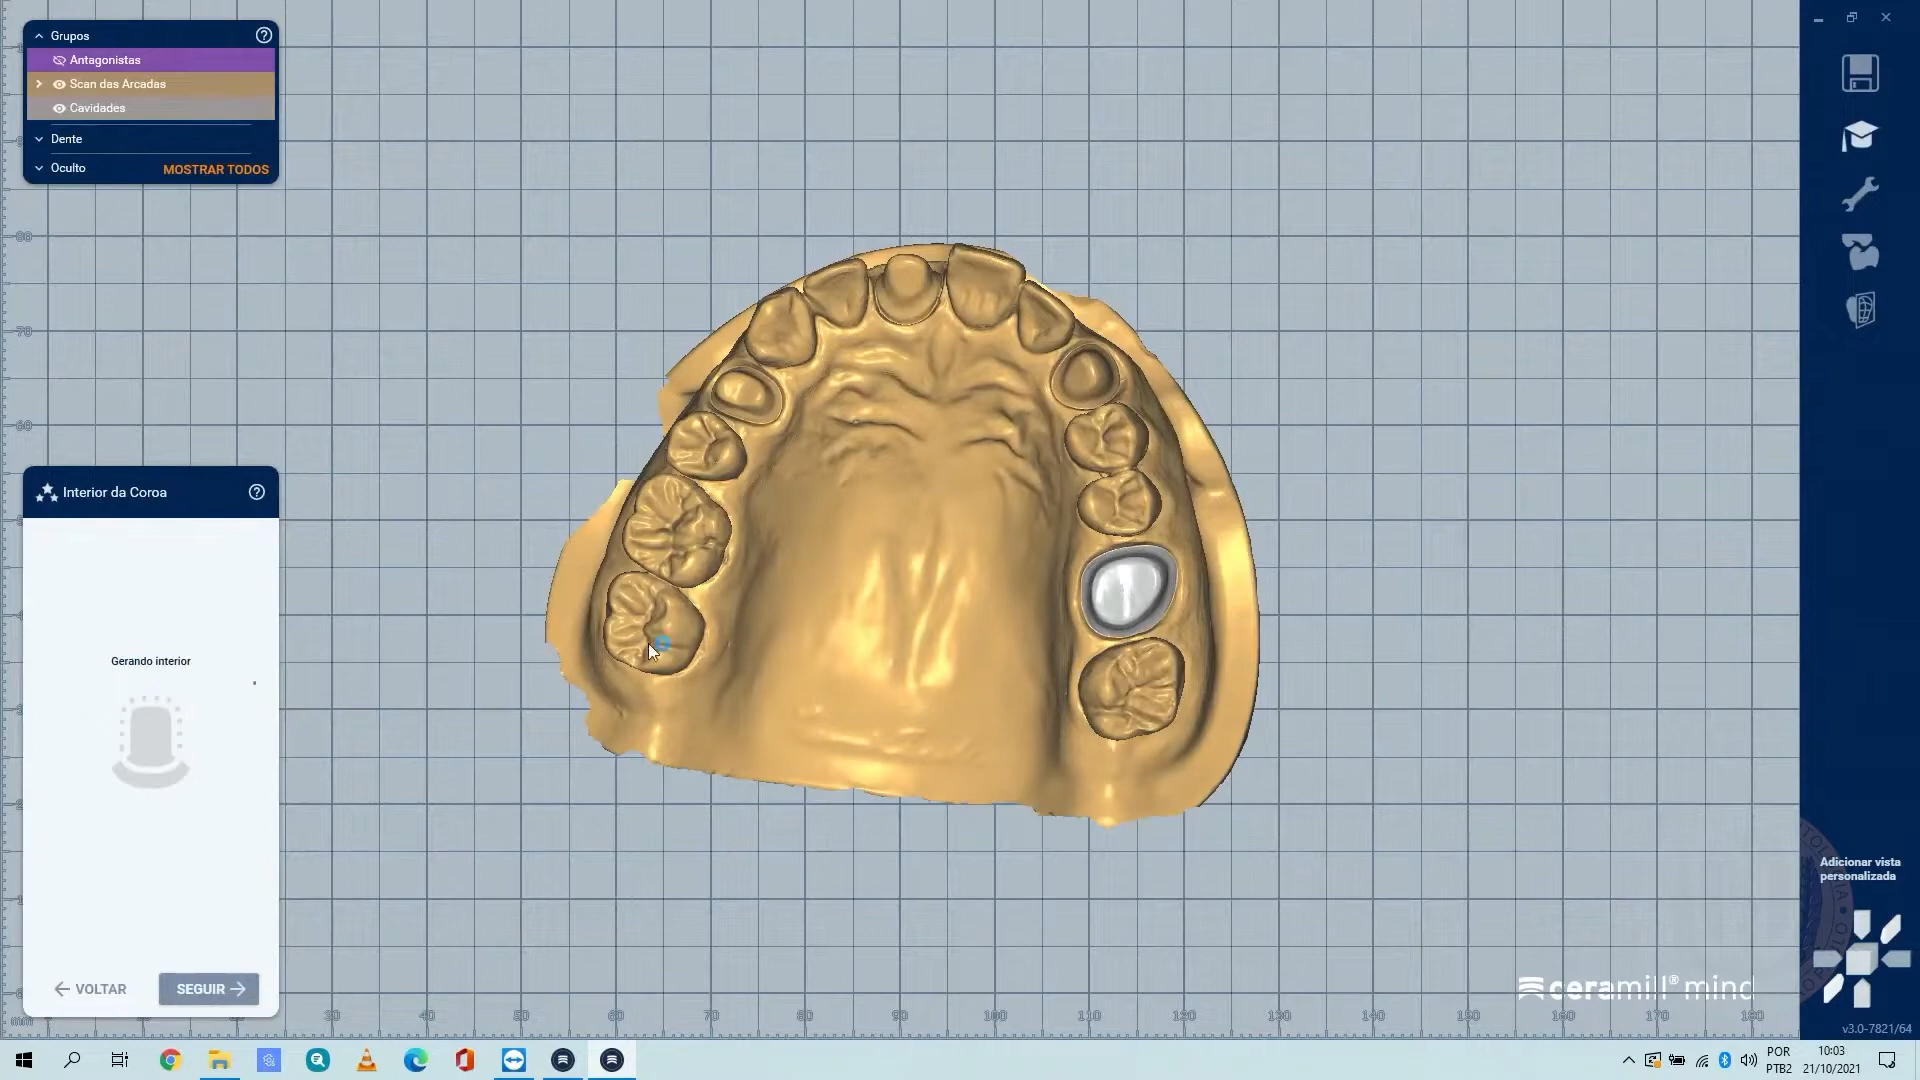 Grupos
Antagonistas
Scan das Arcadas
Cavidades
Dente
Oculto
MOSTRAR TODOS
Interior da Coroa
Gerando interior
VOLTAR
SEGUIR
Adicionar vista
personalizada
ceramill® mind
v3.0-7821/64
mm
30 40 50 60 70 80 90 100 110 120 130 140 150 160 170 180
POR
PTB2
10:03
21/10/2021